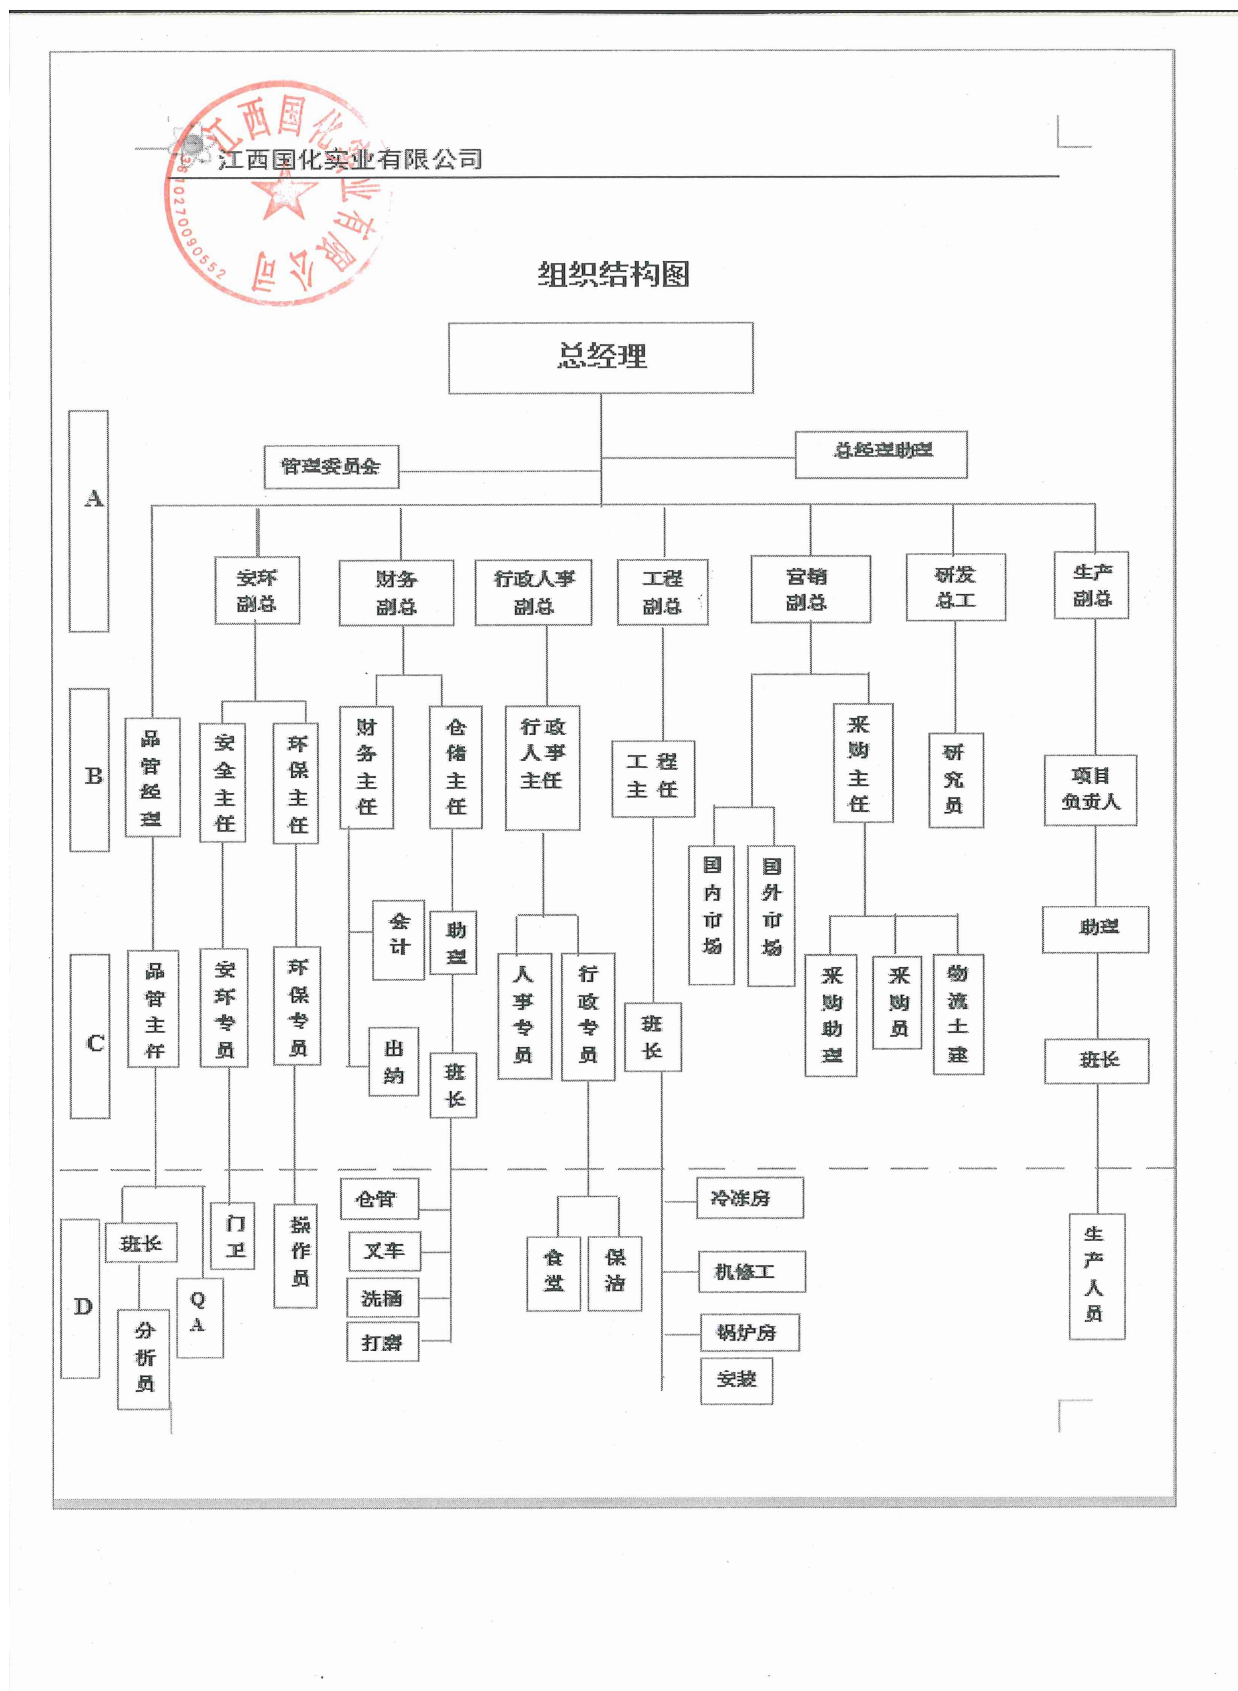 江西国化实业有限公司
江西国化实业有限公司
组织结构图
总经理
管理委员会
总经理助理
A
安环
副总
财务
副总
行政人事
副总
工程
副总
营销
副总
研发
总工
生产
副总
B
品管经理
安全主任
环保主任
财务主任
仓储主任
行政
人事
主任
工程
主任
采购主任
研究员
项目
负责人
国内市场
国外市场
会计
助理
助理
C
品管主任
安环专员
环保专员
出纳
班长
人事专员
行政专员
班长
采购助理
采购员
物流土建
班长
D
班长
分析员
QA
门卫
操作员
仓管
叉车
洗桶
打磨
食堂
保洁
冷冻房
机修工
锅炉房
安装
生产人员